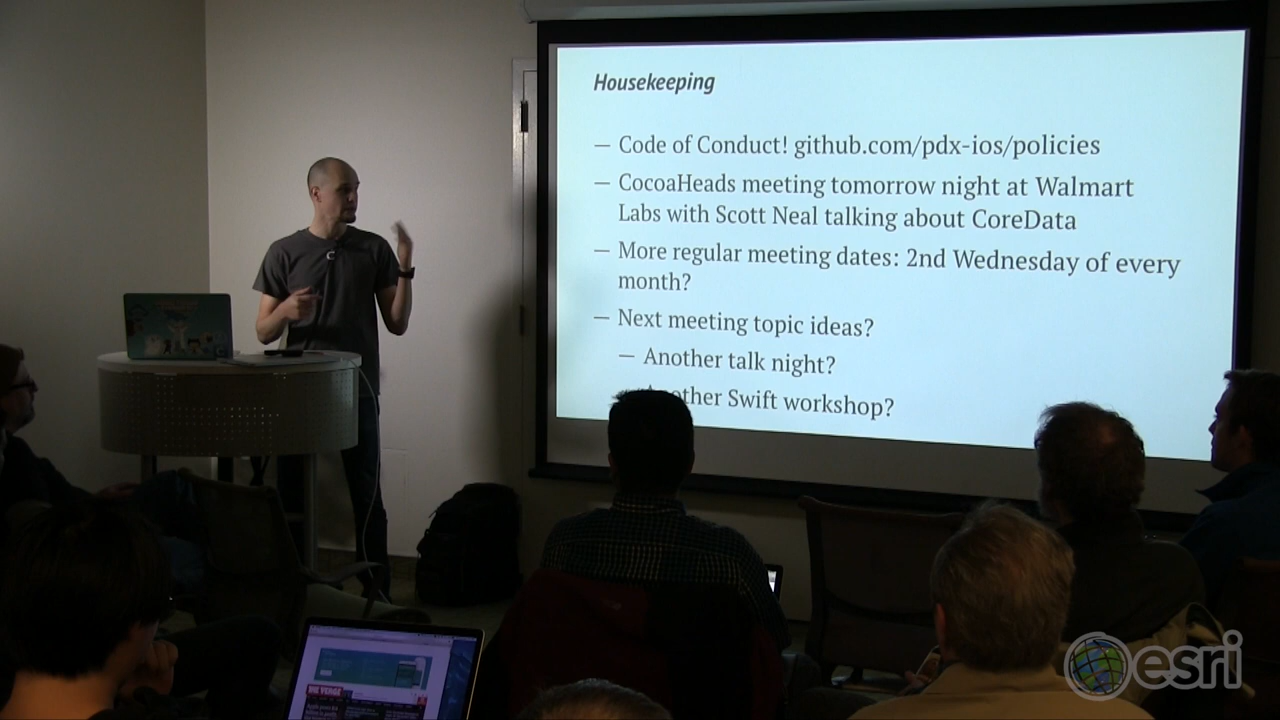 Housekeeping
— Code of Conduct! github.com/pdx-ios/policies
— CocoaHeads meeting tomorrow night at Walmart
Labs with Scott Neal talking about CoreData
— More regular meeting dates: 2nd Wednesday of every
month?
— Next meeting topic ideas?
— Another talk night?
other Swift workshop?
THE VERGE
esri